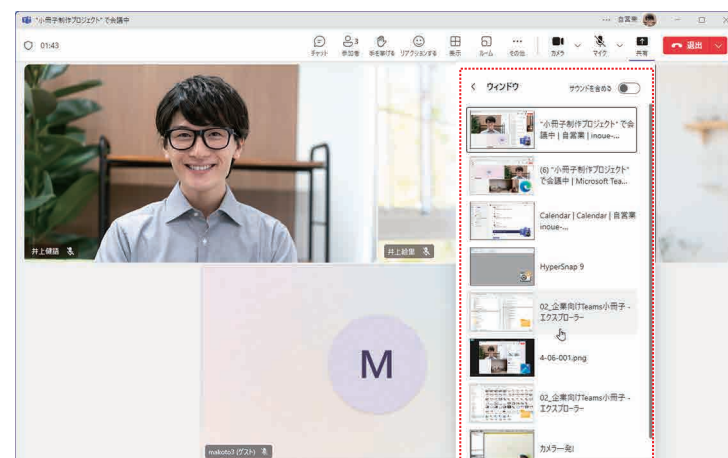 "小冊子制作プロジェクト" で会議中
自営業
01:43
チャット
3
参加者
手を挙げる
リアクションする
表示
ルーム
その他
カメラ
マイク
共有
退出
ウィンドウ
サウンドを含める
"小冊子制作プロジェクト" で会
議中 | 自営業 | inoue-...
(6) "小冊子制作プロジェクト"
で会議中 | Microsoft Tea...
Calendar | Calendar | 自営業
inoue-...
HyperSnap 9
02_企業向けTeams小冊子 -
エクスプローラー
4-06-001.png
02_企業向けTeams小冊子 -
エクスプローラー
カメラ一発!
井上健語
井上絵里
M
makoto3 (ゲスト)